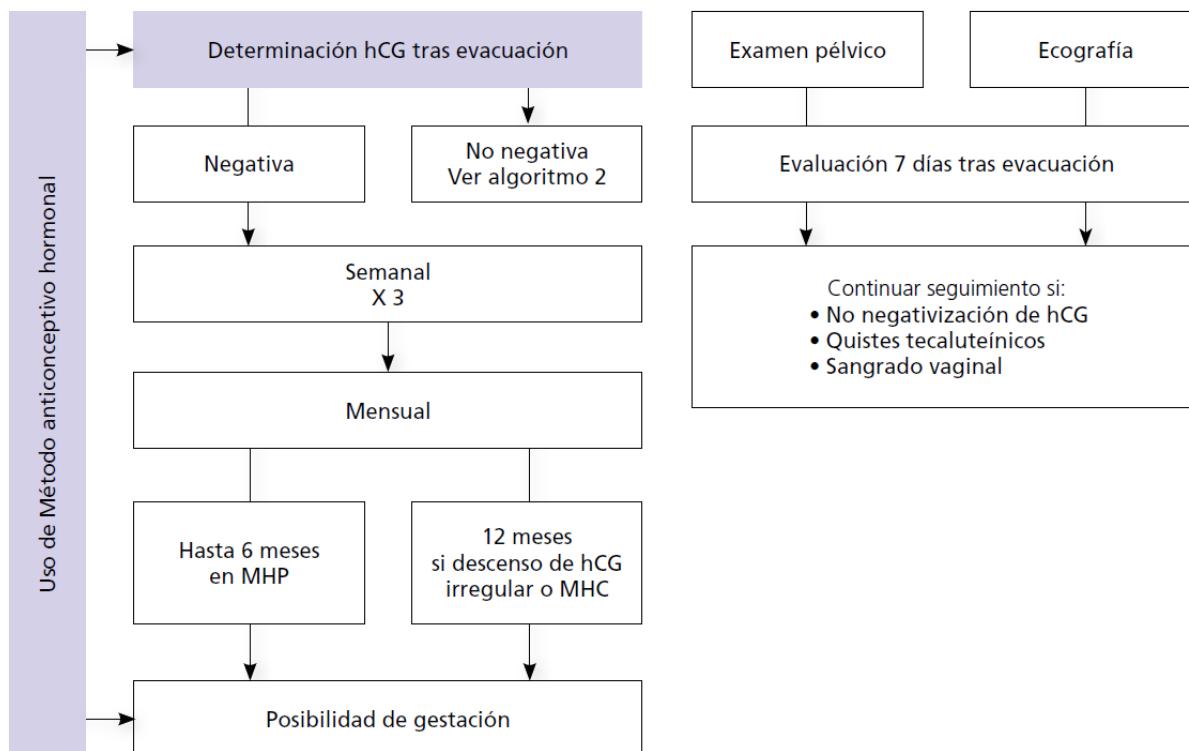 Uso de Método anticonceptivo hormonal
Determinación hCG tras evacuación
Negativa
No negativa
Ver algoritmo 2
Semanal
X 3
Mensual
Hasta 6 meses
en MHP
12 meses
si descenso de hCG
irregular o MHC
Posibilidad de gestación
Examen pélvico
Ecografía
Evaluación 7 días tras evacuación
Continuar seguimiento si:
• No negativización de hCG
• Quistes tecaluteínicos
• Sangrado vaginal